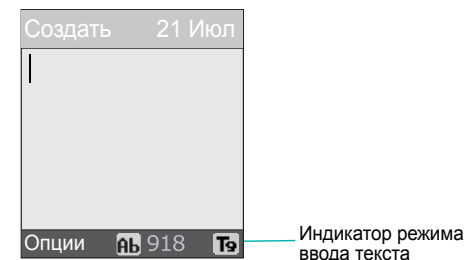 Создать 21 Июл
Опции Ab 918 T9
Индикатор режима
ввода текста